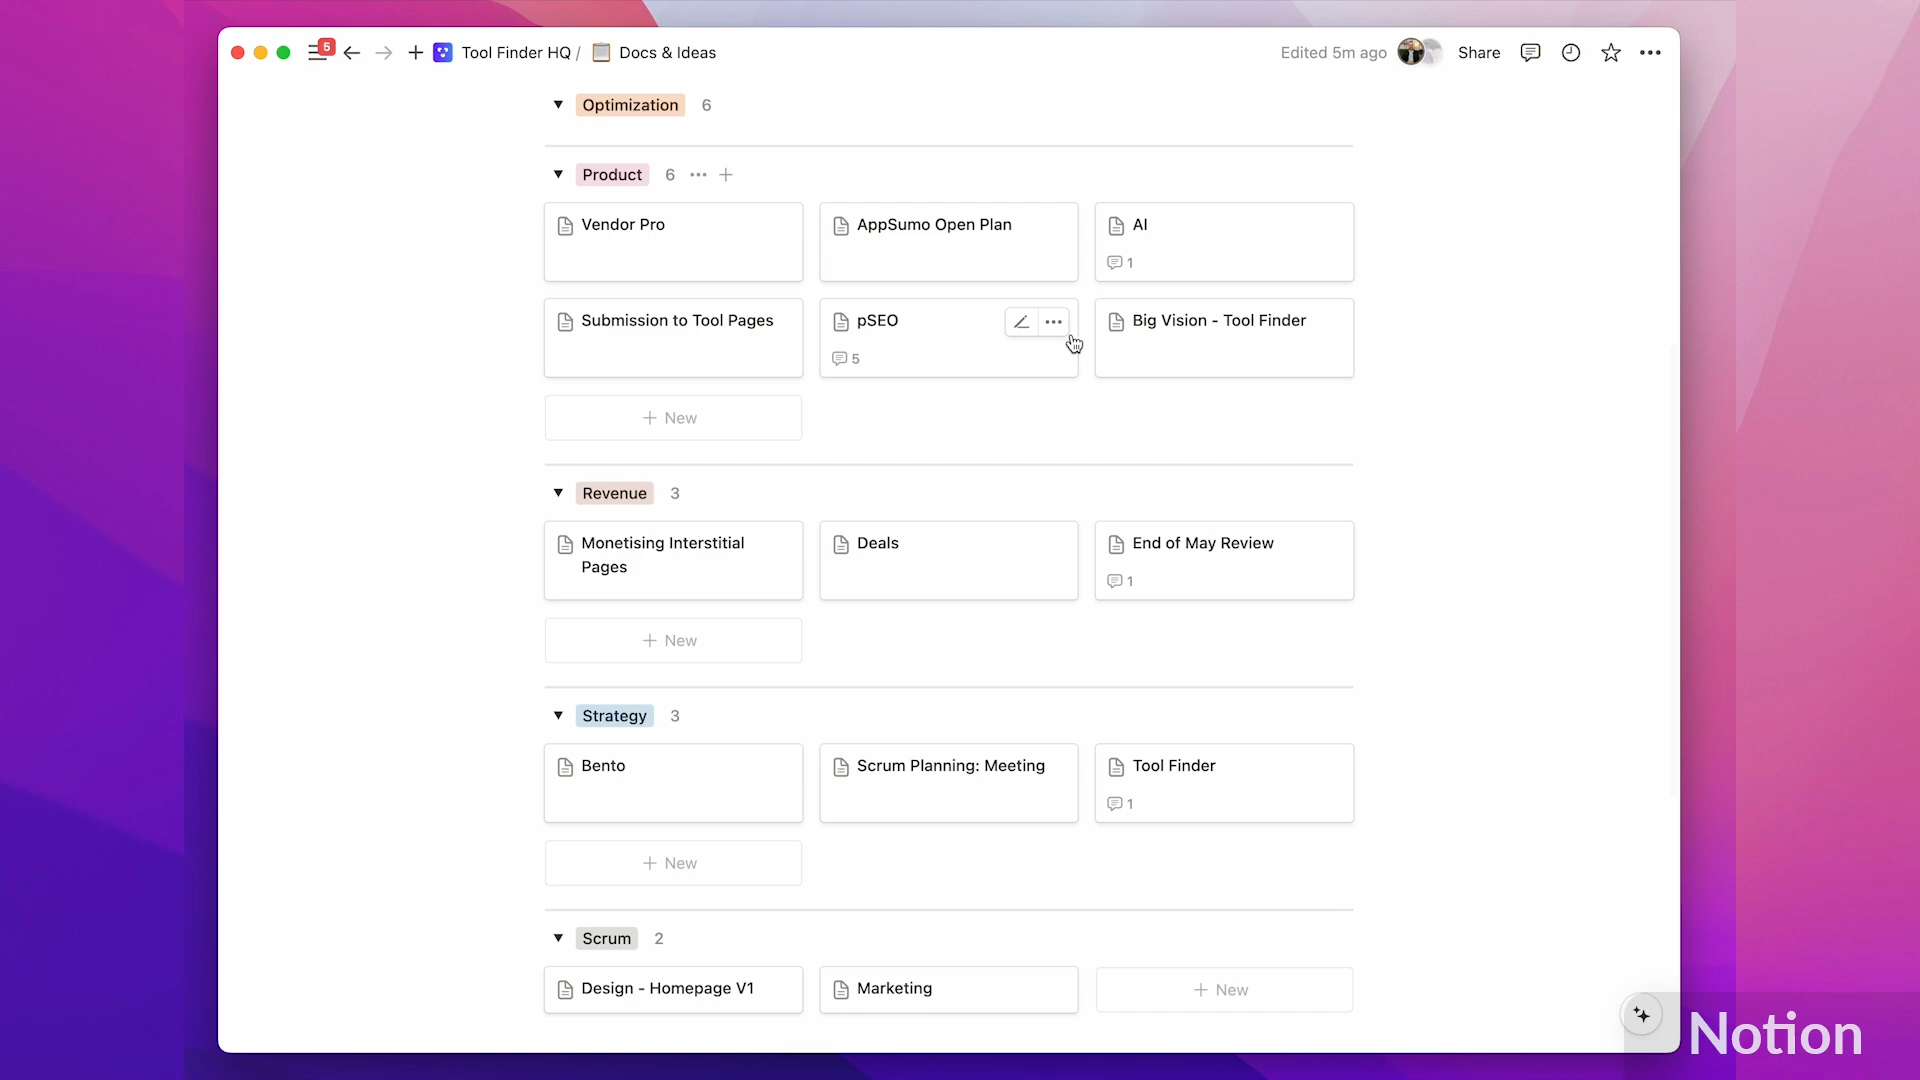 5
Tool Finder HQ / Docs & Ideas
Edited 5m ago
Share
Optimization 6
Product 6
Vendor Pro
AppSumo Open Plan
AI
1
Submission to Tool Pages
pSEO
5
Big Vision - Tool Finder
+ New
Revenue 3
Monetising Interstitial
Pages
Deals
End of May Review
1
+ New
Strategy 3
Bento
Scrum Planning: Meeting
Tool Finder
1
+ New
Scrum 2
Design - Homepage V1
Marketing
+ New
Notion